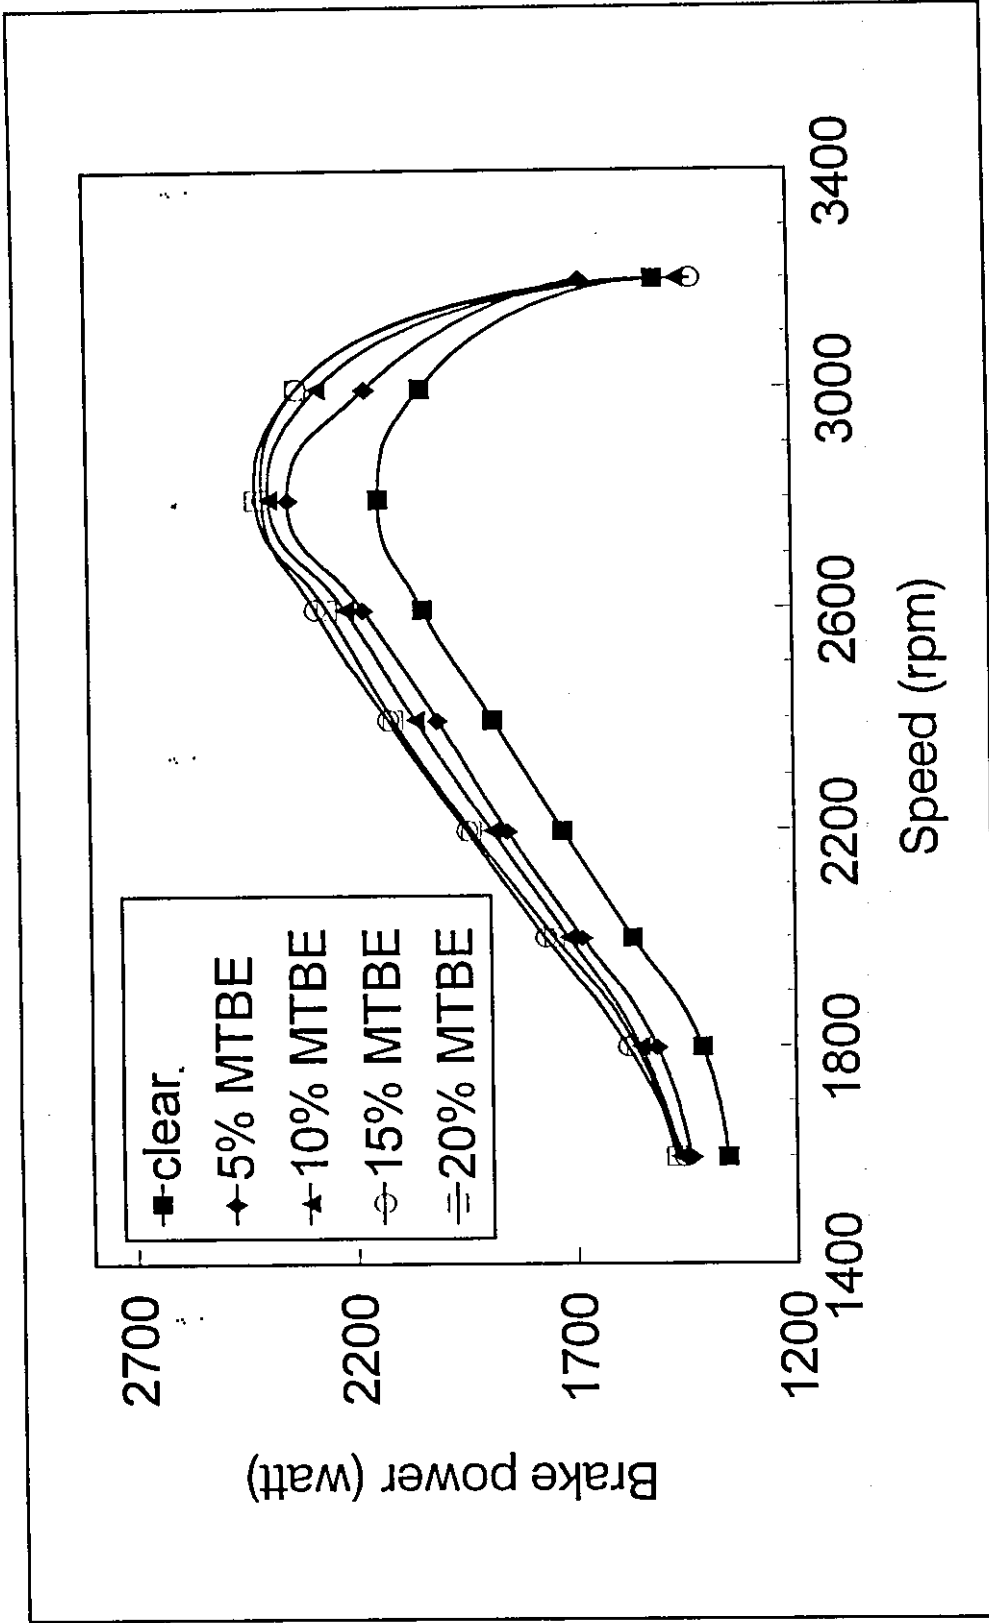 Brake power (watt)
2700
2200
1700
1200
clear.
5% MTBE
10% MTBE
15% MTBE
20% MTBE
1400
1800
2200
2600
3000
3400
Speed (rpm)